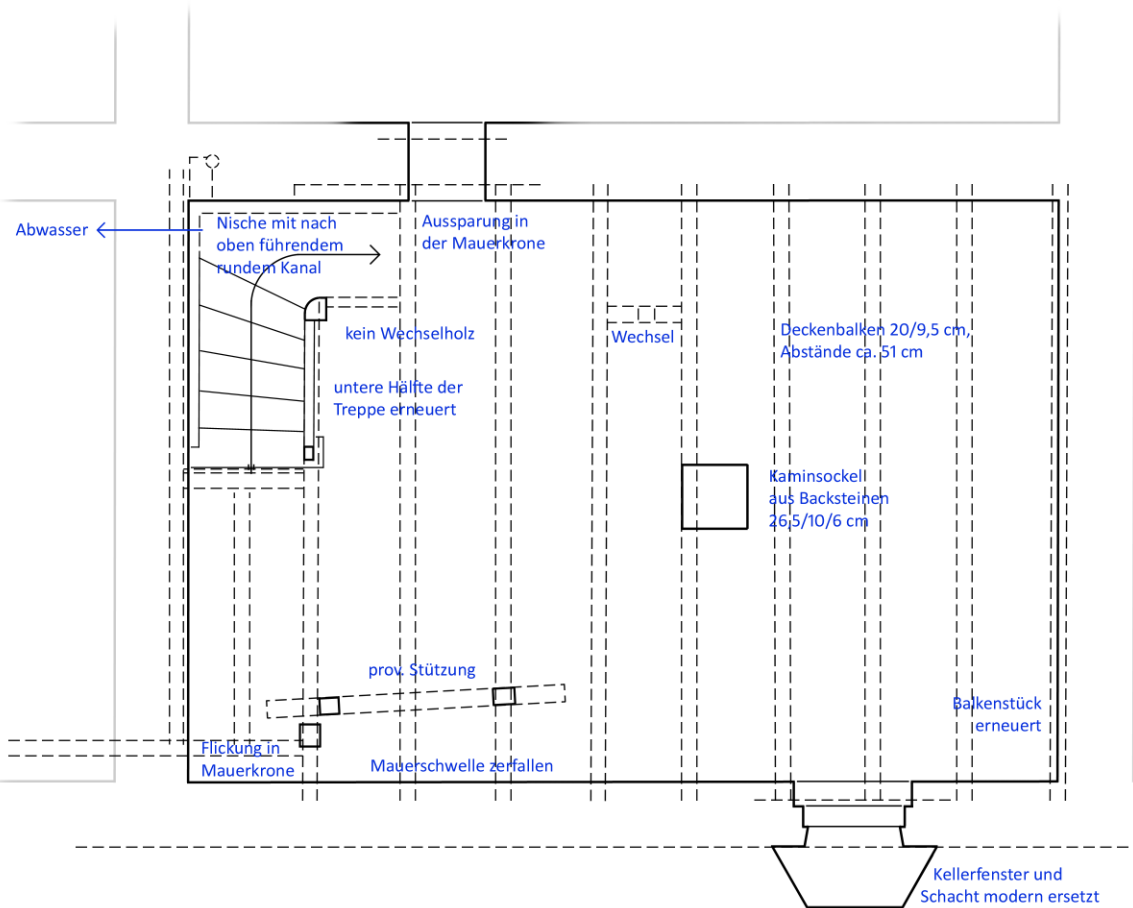 Abwasser
Nische mit nach
oben führendem
rundem Kanal
Aussparung in
der Mauerkrone
kein Wechselholz
Wechsel
Deckenbalken 20/9,5 cm,
Abstände ca. 51 cm
untere Hälfte der
Treppe erneuert
Kaminsockel
aus Backsteinen
26,5/10/6 cm
prov. Stützung
Balkenstück
erneuert
Flickung in
Mauerkrone
Mauerschwelle zerfallen
Kellerfenster und
Schacht modern ersetzt